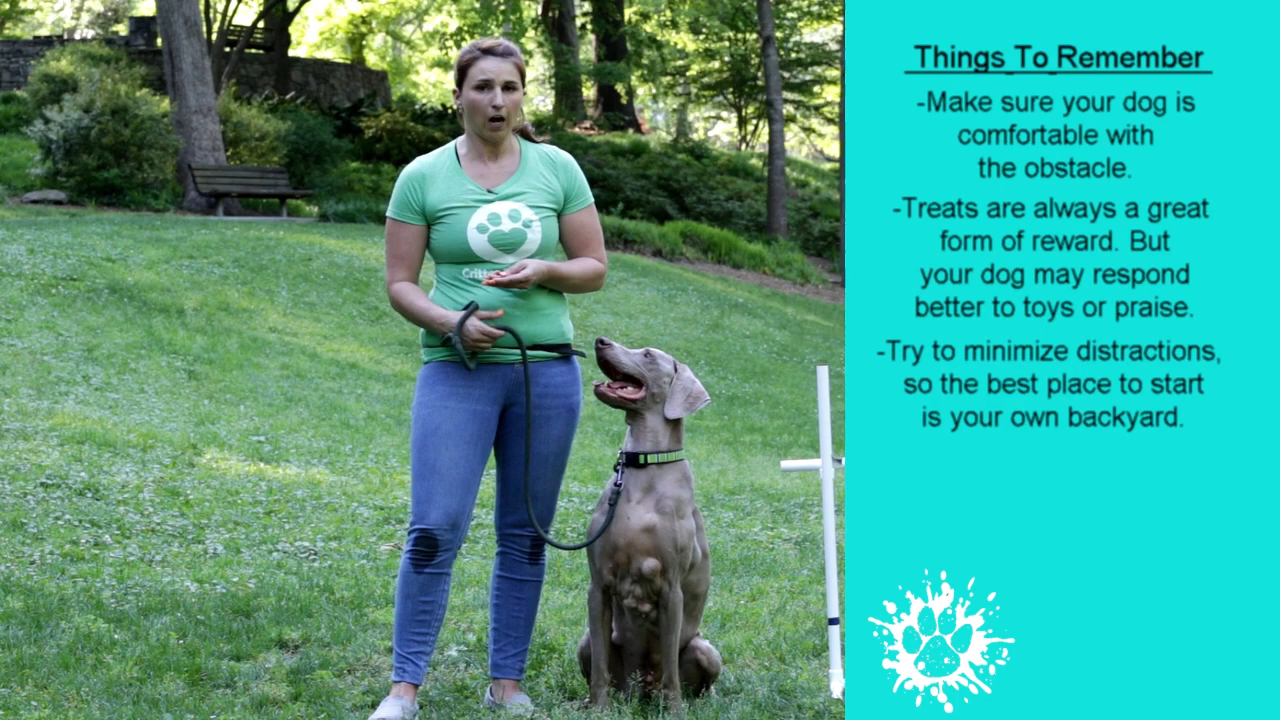 Things To Remember
-Make sure your dog is
comfortable with
the obstacle.
-Treats are always a great
form of reward. But
your dog may respond
better to toys or praise.
-Try to minimize distractions,
so the best place to start
is your own backyard.